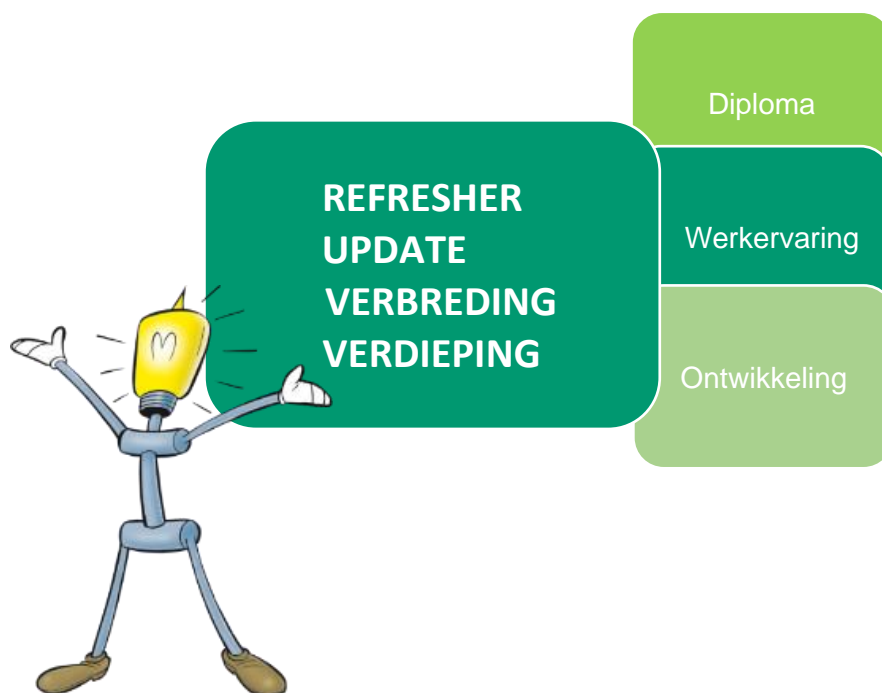 REFRESHER
UPDATE
VERBREDING
VERDIEPING
Diploma
Werkervaring
Ontwikkeling